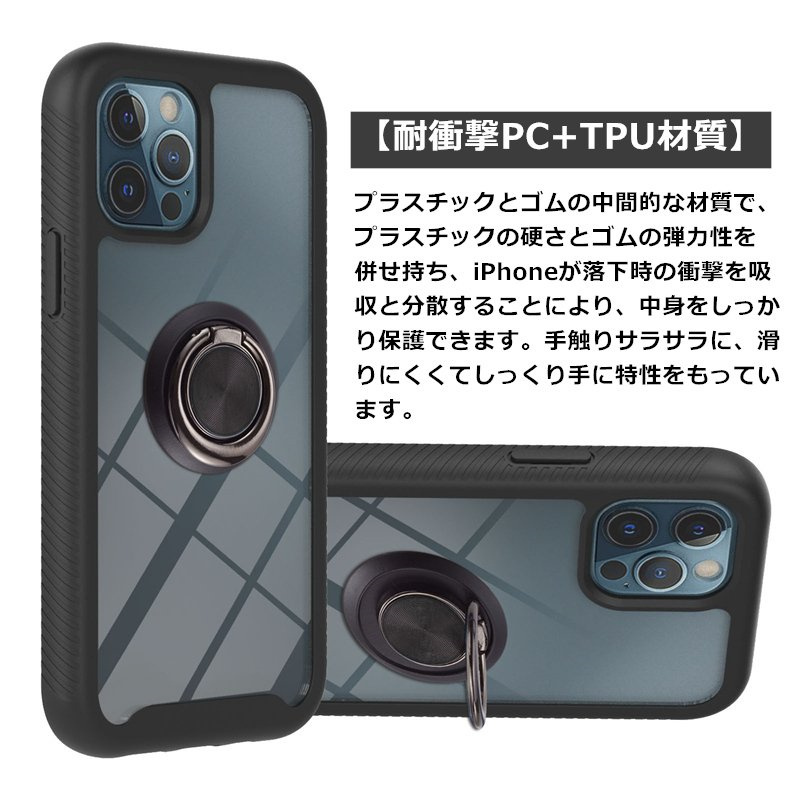 【耐衝撃PC+TPU材質】
プラスチックとゴムの中間的な材質で、
プラスチックの硬さとゴムの弾力性を
併せ持ち、iPhoneが落下時の衝撃を吸
収と分散することにより、中身をしっか
り保護できます。手触りサラサラに、滑
りにくくてしっくり手に特性をもってい
ます。